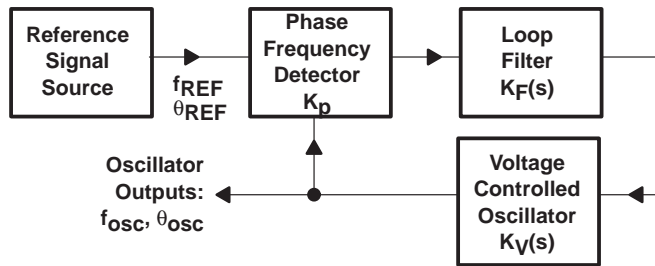 Reference
Signal
Source
fREF
θREF
Phase
Frequency
Detector
Kp
Loop
Filter
KF(s)
Oscillator
Outputs:
fosc, θosc
Voltage
Controlled
Oscillator
KV(s)